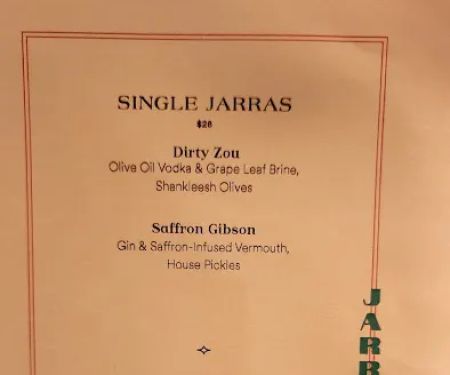 SINGLE JARRAS
$28
Dirty Zou
Olive Oil Vodka & Grape Leaf Brine,
Shankleesh Olives
Saffron Gibson
Gin & Saffron-Infused Vermouth,
House Pickles
JARR